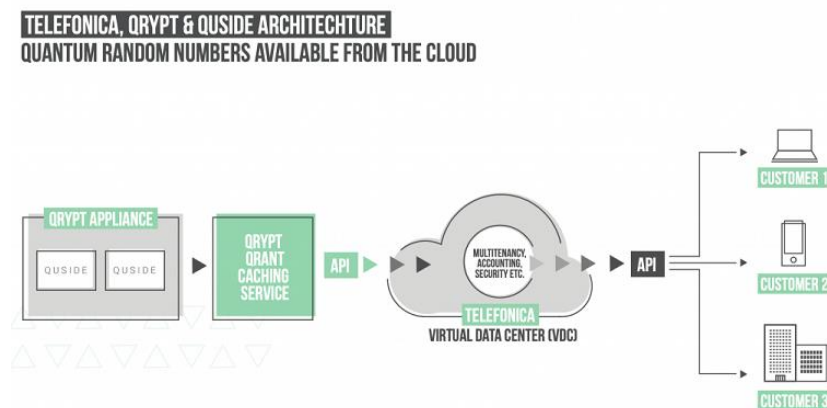 TELEFONICA, QRYPT & QUSIDE ARCHITECHTURE
QUANTUM RANDOM NUMBERS AVAILABLE FROM THE CLOUD
QRYPT APPLIANCE
QUSIDE
QUSIDE
QRYPT
QRANT
CACHING
SERVICE
API
MULTITENANCY,
ACCOUNTING,
SECURITY ETC.
TELEFONICA
VIRTUAL DATA CENTER (VDC)
API
CUSTOMER 1
CUSTOMER 2
CUSTOMER 3